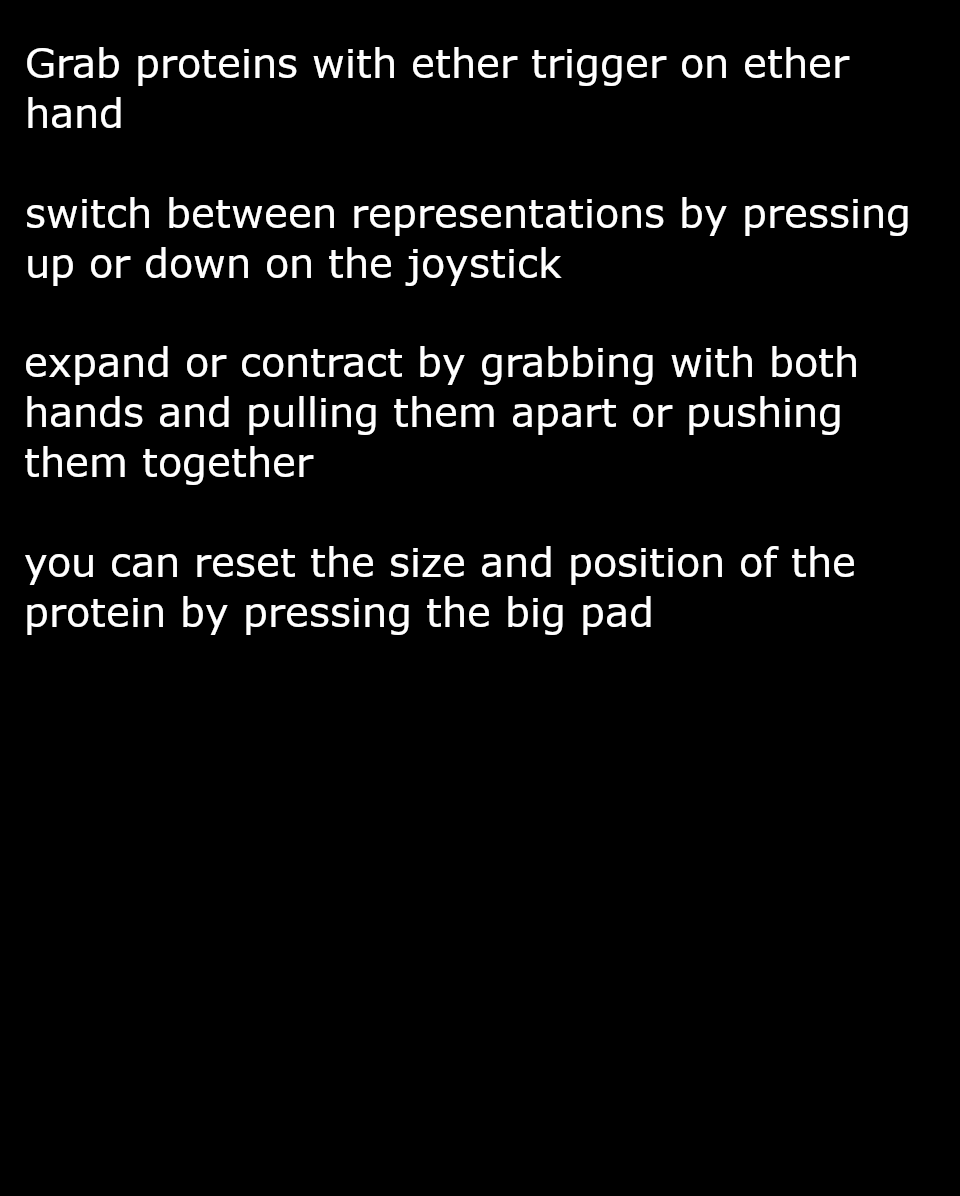 Grab proteins with ether trigger on ether
hand
switch between representations by pressing
up or down on the joystick
expand or contract by grabbing with both
hands and pulling them apart or pushing
them together
you can reset the size and position of the
protein by pressing the big pad